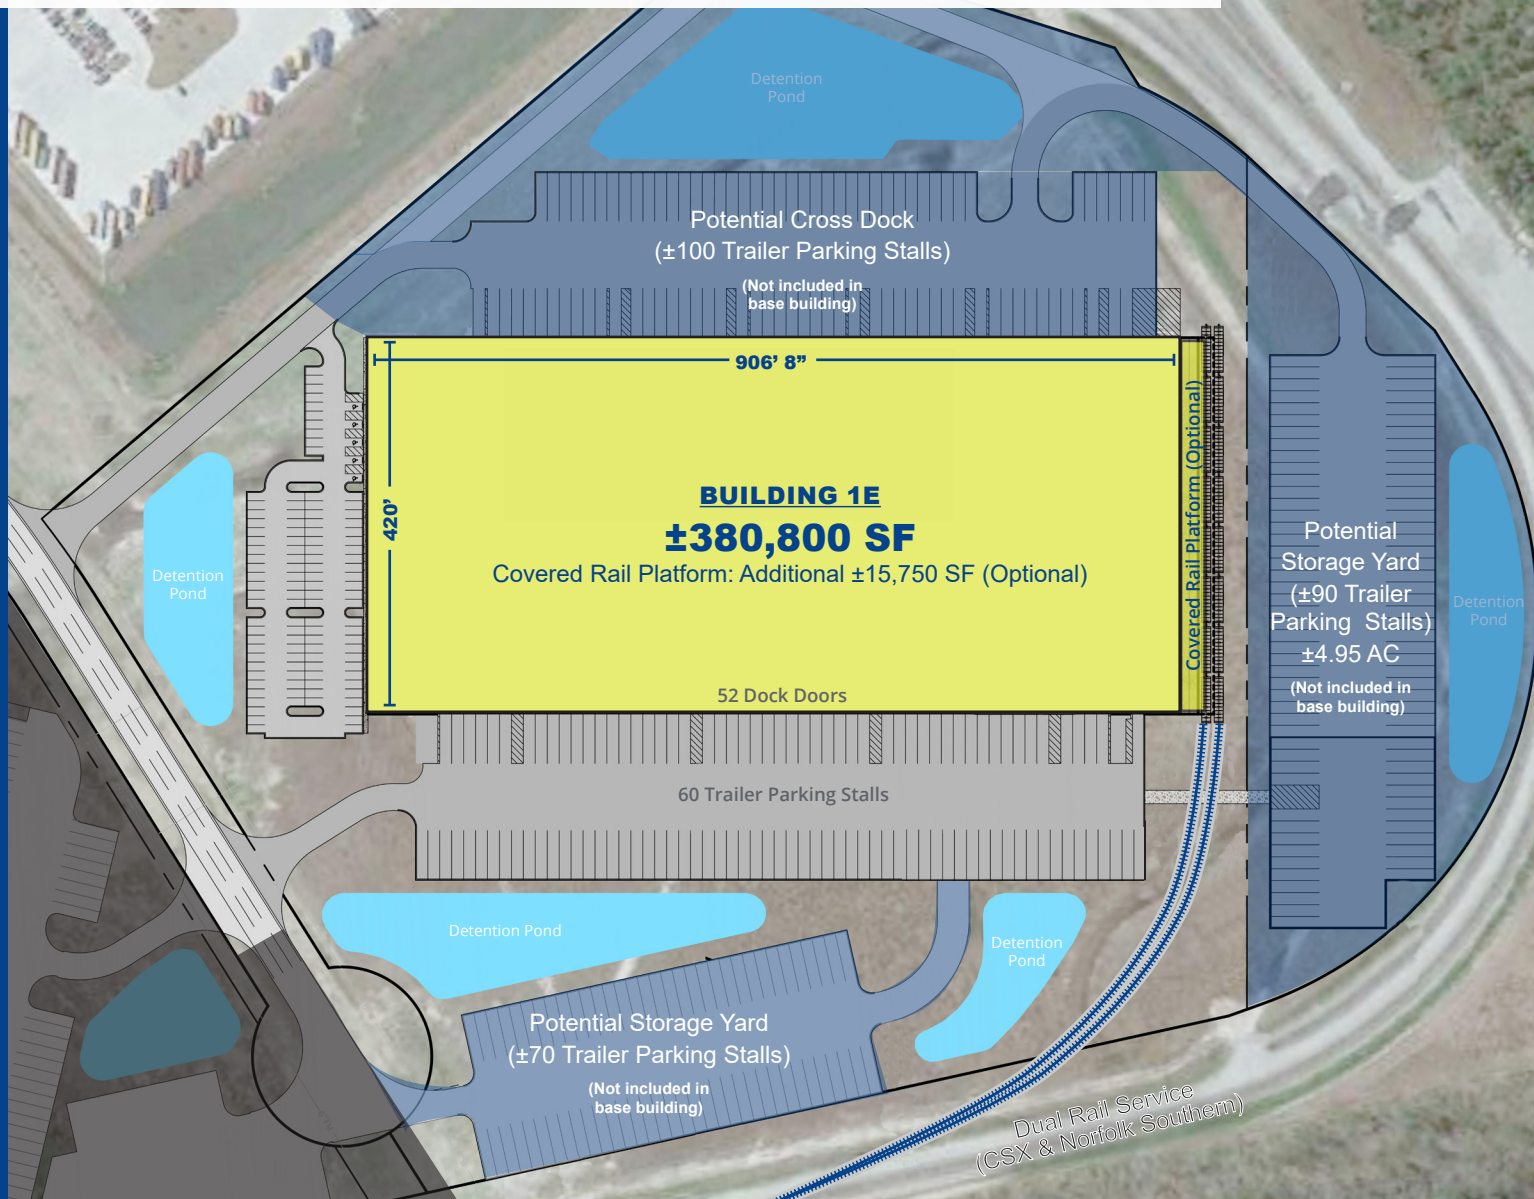 Detention
Pond
Potential Cross Dock
(±100 Trailer Parking Stalls)
(Not included in
base building)
906’ 8”
420’
BUILDING 1E
±380,800 SF
Covered Rail Platform: Additional ±15,750 SF (Optional)
52 Dock Doors
Covered Rail Platform (Optional)
Potential
Storage Yard
(±90 Trailer
Parking Stalls)
±4.95 AC
(Not included in
base building)
Detention
Pond
Detention
Pond
60 Trailer Parking Stalls
Detention Pond
Detention
Pond
Potential Storage Yard
(±70 Trailer Parking Stalls)
(Not included in
base building)
Dual Rail Service
(CSX & Norfolk Southern)